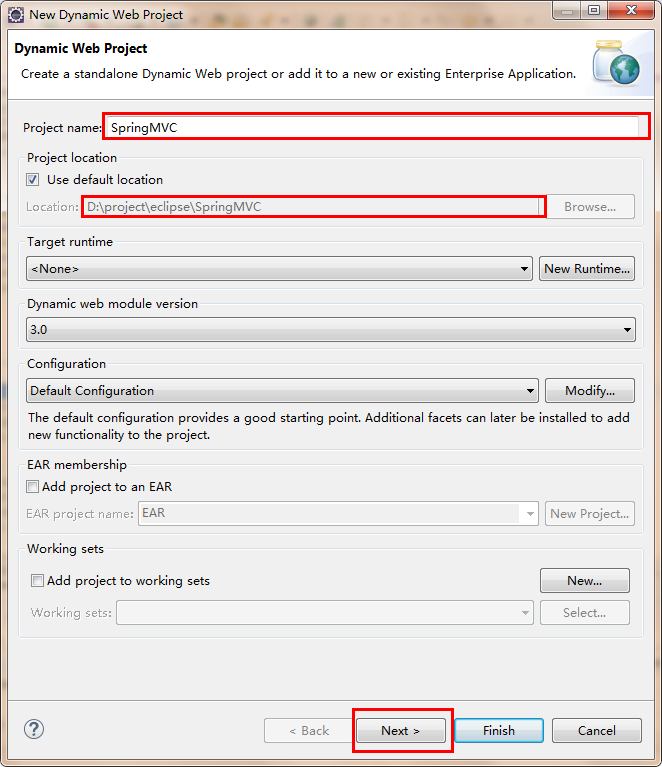 New Dynamic Web Project
Dynamic Web Project
Create a standalone Dynamic Web project or add it to a new or existing Enterprise Application.
Project name: SpringMVC
Project location
Use default location
Location: D:\project\eclipse\SpringMVC Browse...
Target runtime
<None> New Runtime...
Dynamic web module version
3.0
Configuration
Default Configuration Modify...
The default configuration provides a good starting point. Additional facets can later be installed to add
new functionality to the project.
EAR membership
Add project to an EAR
EAR project name: EAR New Project...
Working sets
Add project to working sets New...
Working sets: Select...
? < Back Next > Finish Cancel